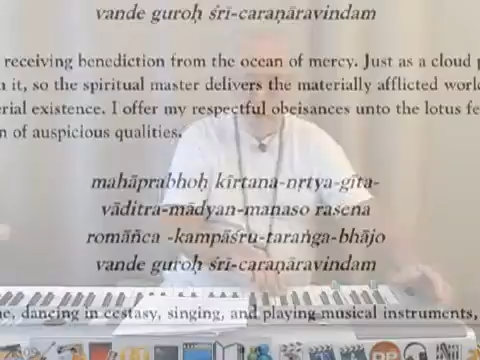 vande guroḥ śrī-caraṇāravindam
receiving benediction from the ocean of mercy. Just as a cloud
it, so the spiritual master delivers the materially afflicted
existence. I offer my respectful obeisances unto the lotus
of auspicious qualities.
mahāprabhoḥ kīrtana-nṛtya-gīta-
vāditra-mādyan-manaso rasena
romāñca -kampāśru-taraṅga-bhājo
vande guroḥ śrī-caraṇāravindam
dancing in ecstasy, singing, and playing musical instruments,